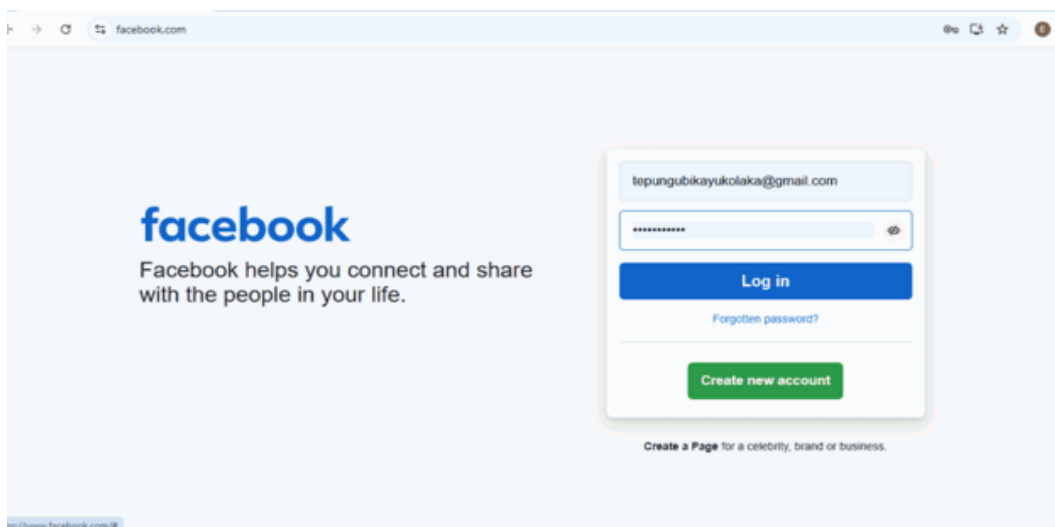 facebook.com
E
tepungubikayukolaka@gmail.com
facebook
•••••••••••
Facebook helps you connect and share
with the people in your life.
Log in
Forgotten password?
Create new account
Create a Page for a celebrity, brand or business.